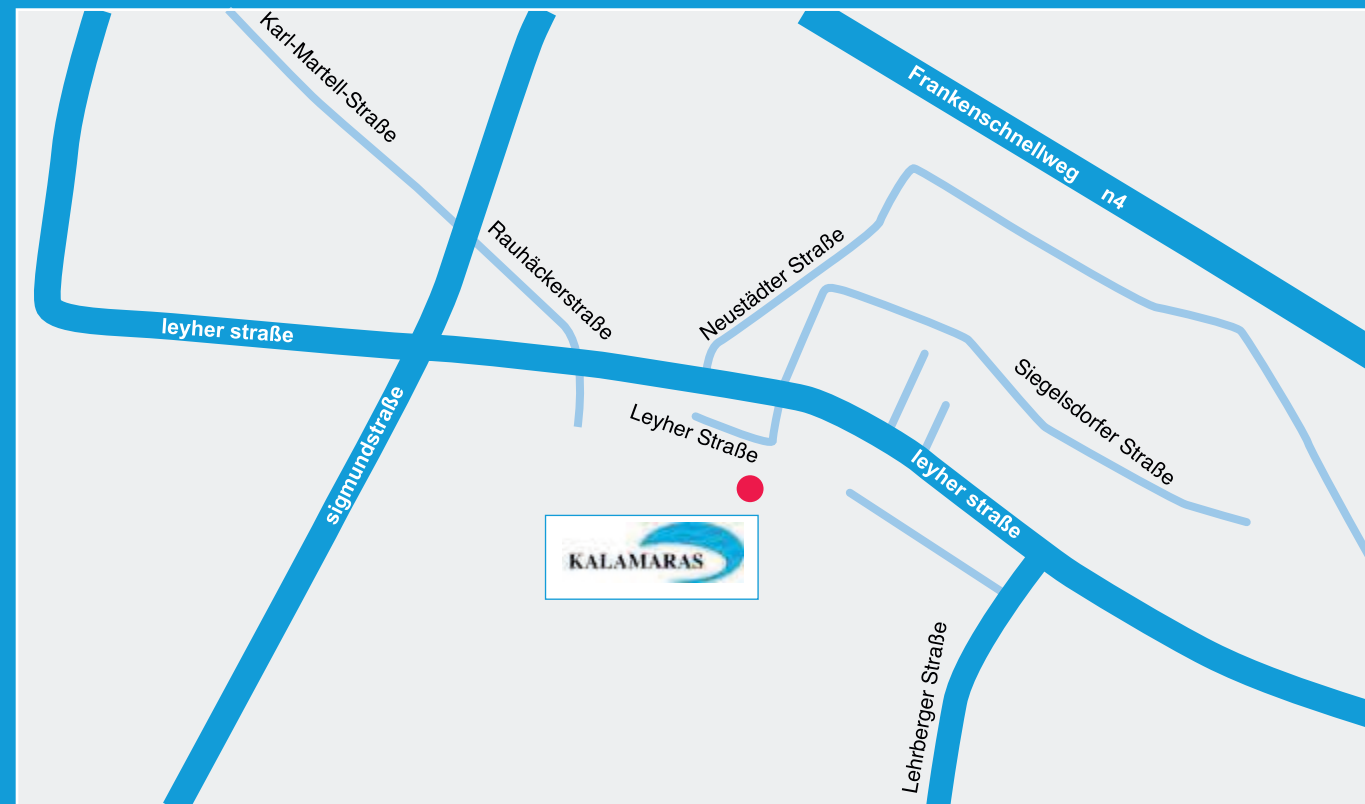 Karl-Martell-Straße
Frankenschnellweg n4
Rauhäckerstraße
Neustädter Straße
leyher straße
Siegelsdorfer Straße
sigmundstraße
Leyher Straße
leyher straße
KALAMARAS
Lehrberger Straße